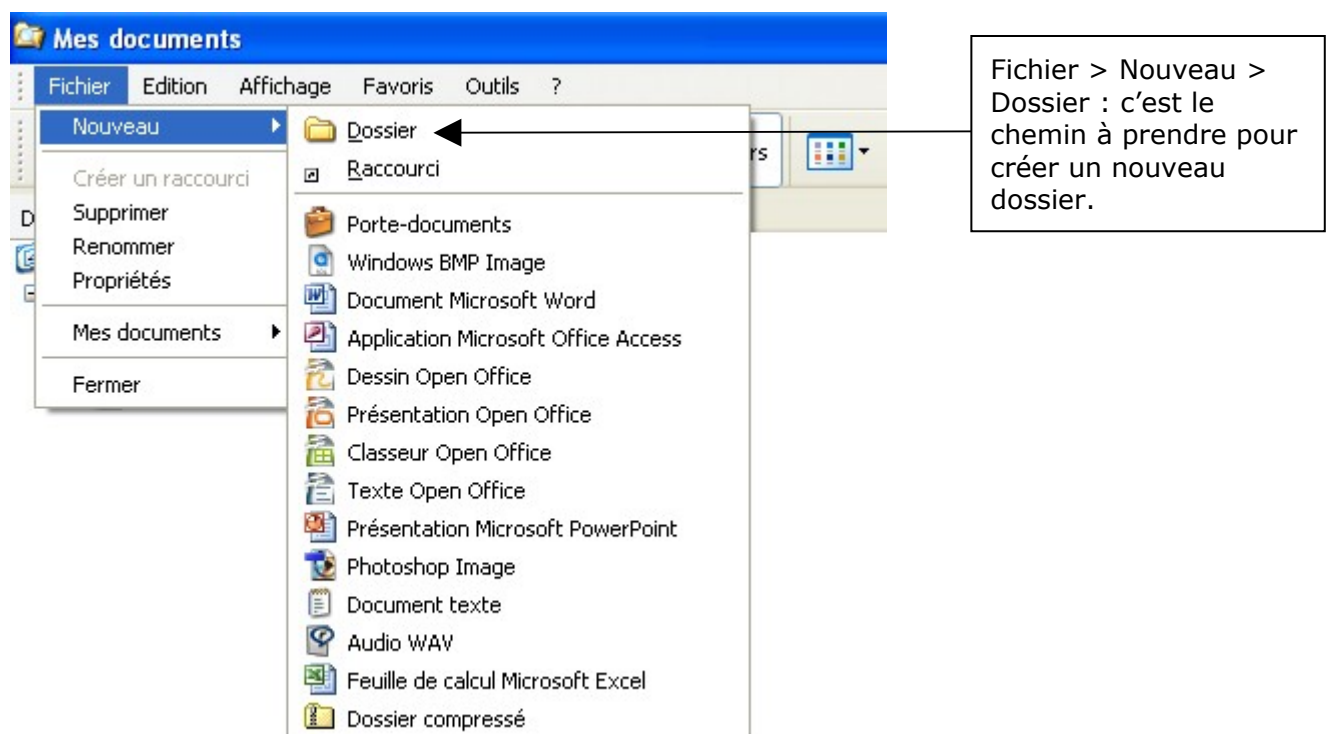 Mes documents
Fichier Edition Affichage Favoris Outils ?
Nouveau
Créer un raccourci
Supprimer
Renommer
Propriétés
Mes documents
Fermer
Dossier
Raccourci
Porte-documents
Windows BMP Image
Document Microsoft Word
Application Microsoft Office Access
Dessin Open Office
Présentation Open Office
Classeur Open Office
Texte Open Office
Présentation Microsoft PowerPoint
Photoshop Image
Document texte
Audio WAV
Feuille de calcul Microsoft Excel
Dossier compressé
rs
D
Fichier > Nouveau >
Dossier : c’est le
chemin à prendre pour
créer un nouveau
dossier.